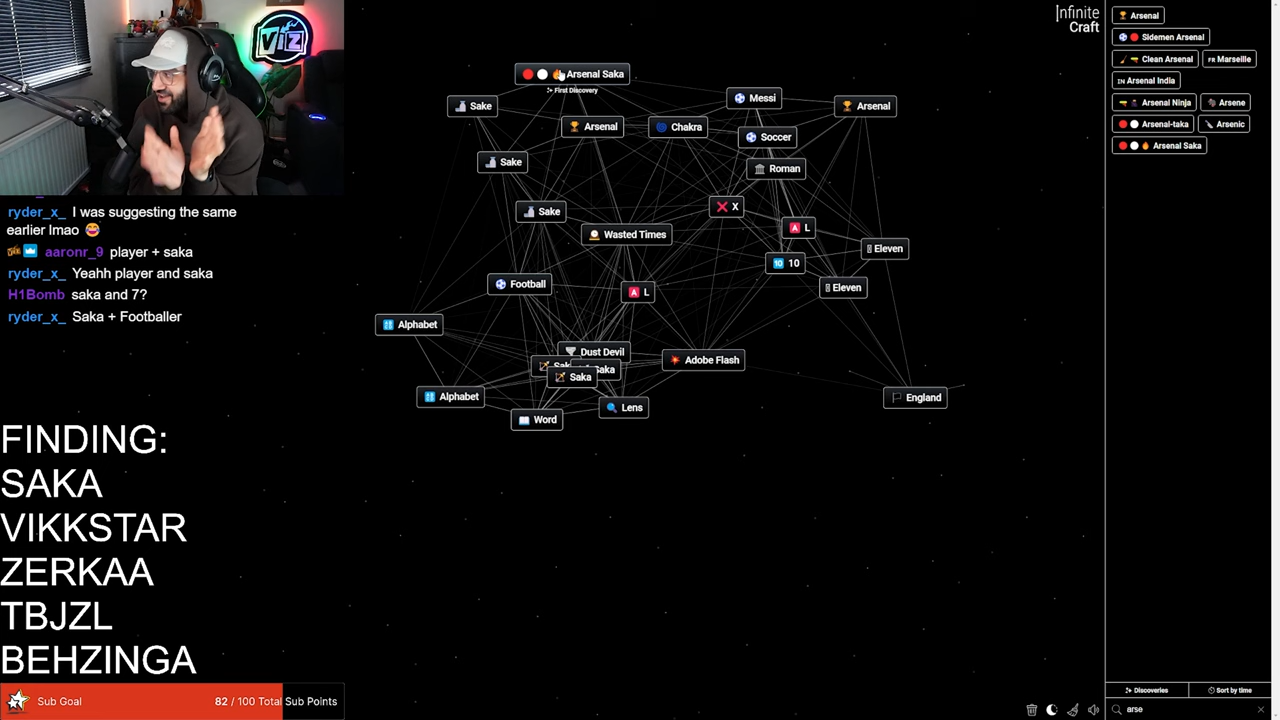 VIZ
ryder_x_ I was suggesting the same
earlier lmao 😂
aaronr_9 player + saka
ryder_x_ Yeahh player and saka
H1Bomb saka and 7?
ryder_x_ Saka + Footballer
FINDING:
SAKA
VIKKSTAR
ZERKAA
TBJZL
BEHZINGA
Sub Goal 82 / 100 Total Sub Points
Infinite
Craft
Arsenal Saka
First Discovery
Sake
Messi
Arsenal
Arsenal
Chakra
Soccer
Sake
Roman
X
Sake
L
Wasted Times
Eleven
10
Football
Eleven
L
Alphabet
Dust Devil
Adobe Flash
Saka
Alphabet
England
Lens
Word
Arsenal
Sidemen Arsenal
Clean Arsenal FR Marseille
IN Arsenal India
Arsenal Ninja Arsene
Arsenal-taka Arsenic
Arsenal Saka
Discoveries Sort by time
arse